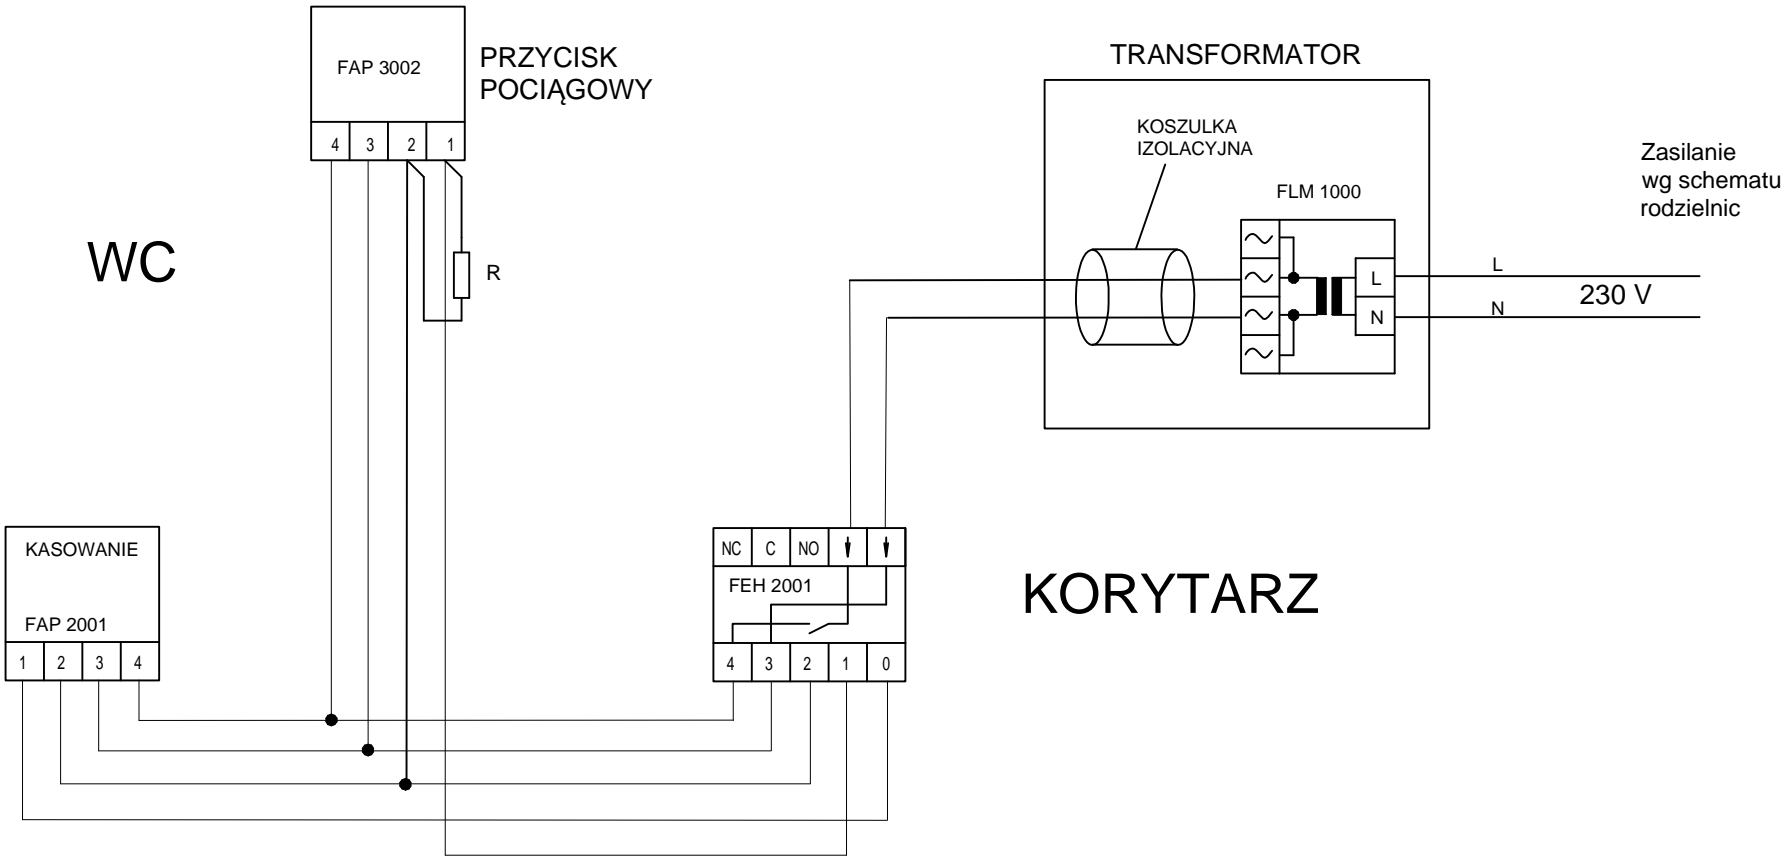 FAP 3002
PRZYCISK
POCIĄGOWY
4 3 2 1
R
WC
TRANSFORMATOR
KOSZULKA
IZOLACYJNA
FLM 1000
L
N
L
N
230 V
Zasilanie
wg schematu
rodzielnic
KASOWANIE
FAP 2001
1 2 3 4
NC C NO
FEH 2001
4 3 2 1 0
KORYTARZ